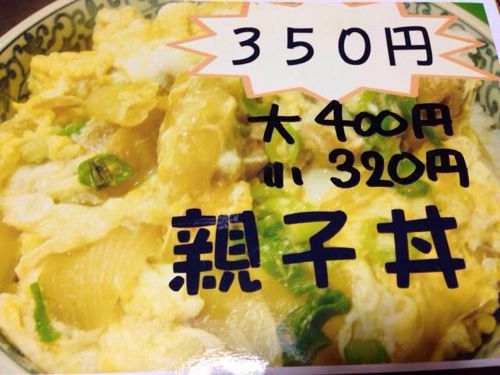 ３５０円
大 400円
小 320円
親子丼